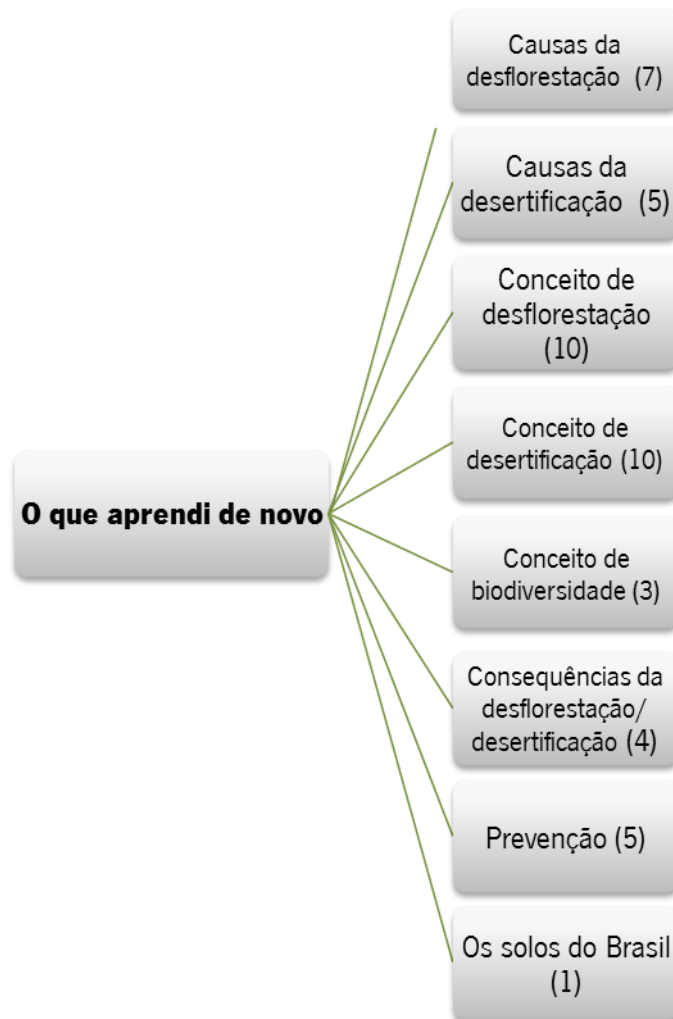 Causas da
desflorestação (7)
Causas da
desertificação (5)
Conceito de
desflorestação
(10)
Conceito de
desertificação (10)
O que aprendi de novo
Conceito de
biodiversidade (3)
Consequências da
desflorestação/
desertificação (4)
Prevenção (5)
Os solos do Brasil
(1)